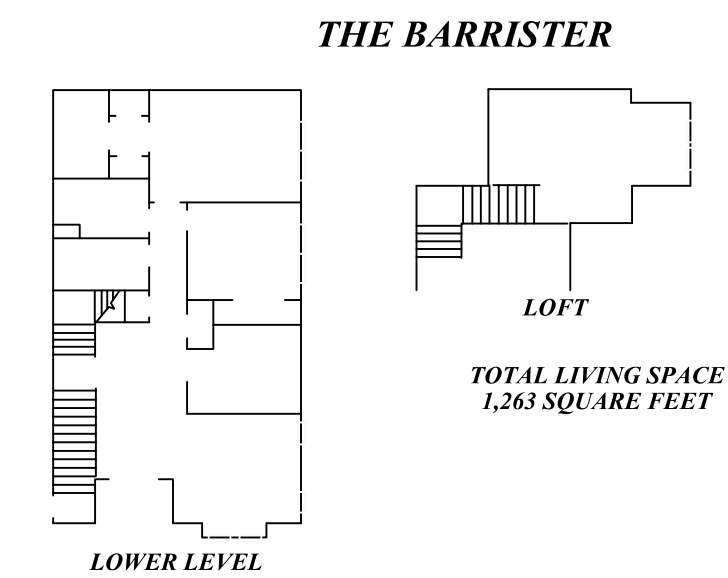 THE BARRISTER
LOFT
TOTAL LIVING SPACE
1,263 SQUARE FEET
LOWER LEVEL